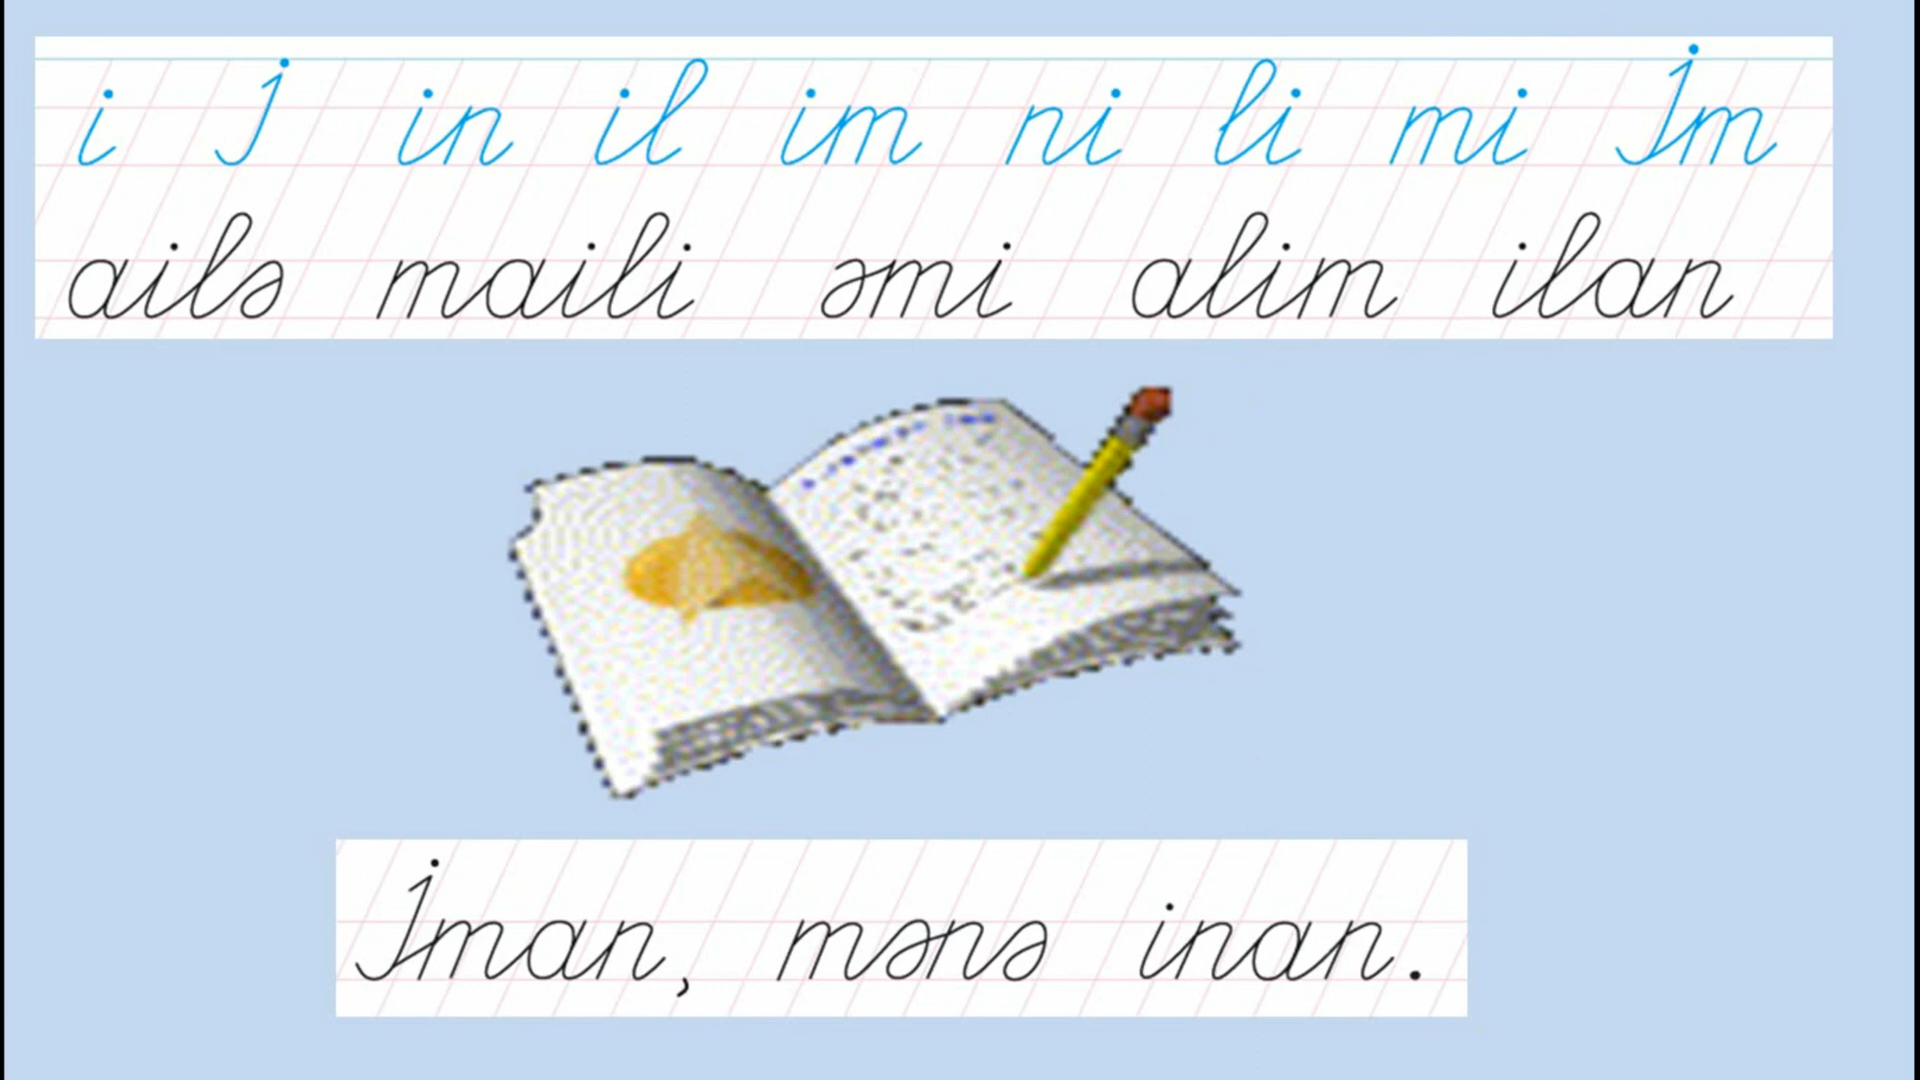 i İ in il im ni li mi İm
ailə maili əmi alim ilan
İman, mənə inan.